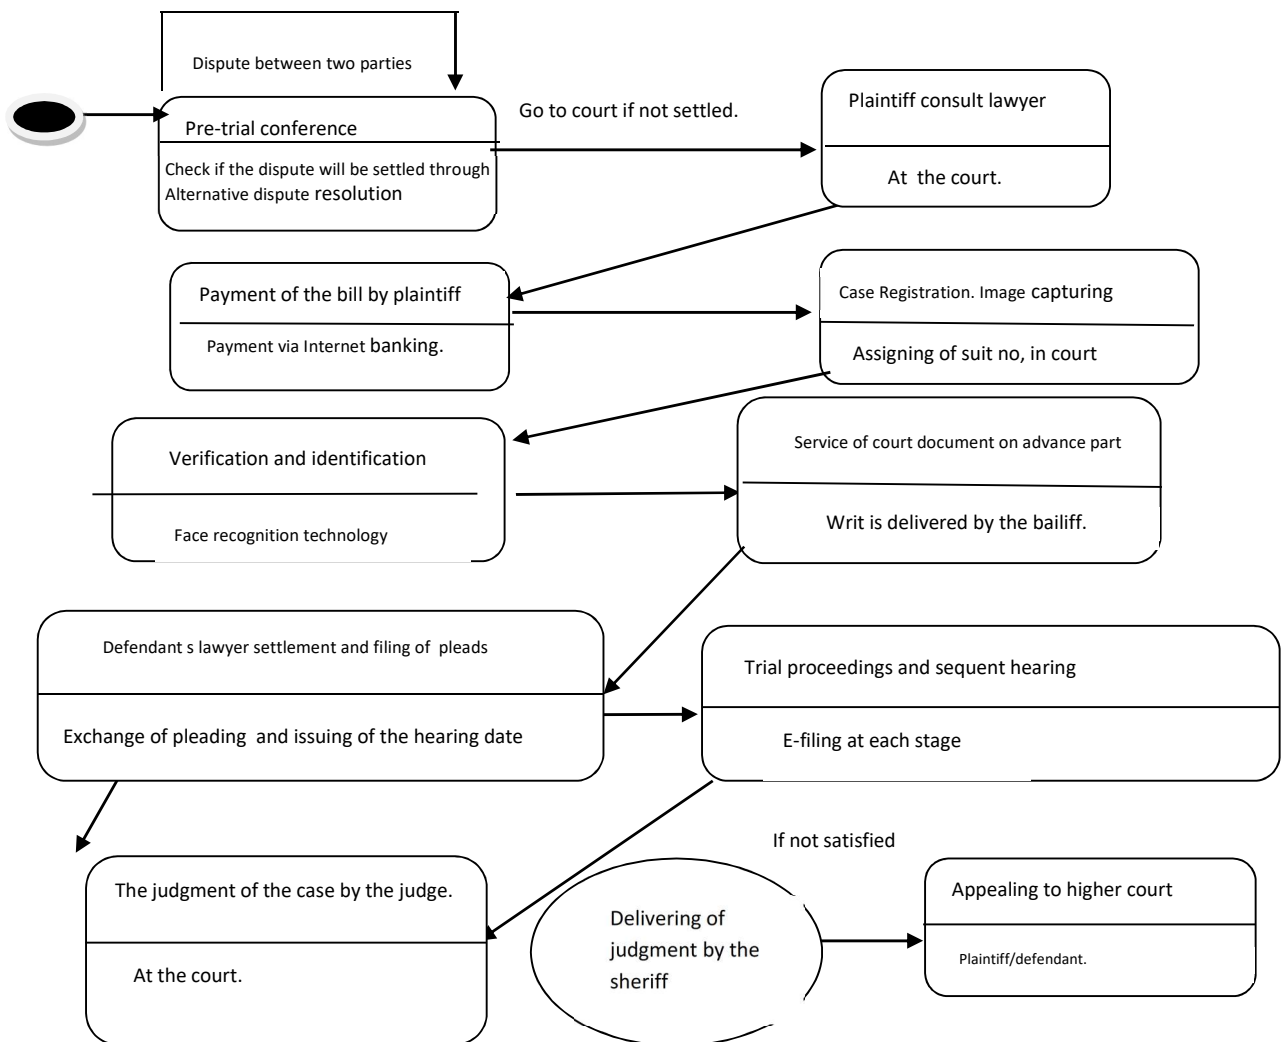 Dispute between two parties
Go to court if not settled.
Pre-trial conference
Check if the dispute will be settled through
Alternative dispute resolution
Plaintiff consult lawyer
At the court.
Payment of the bill by plaintiff
Payment via Internet banking.
Case Registration. Image capturing
Assigning of suit no, in court
Verification and identification
Face recognition technology
Service of court document on advance part
Writ is delivered by the bailiff.
Defendant s lawyer settlement and filing of pleads
Exchange of pleading and issuing of the hearing date
Trial proceedings and sequent hearing
E-filing at each stage
The judgment of the case by the judge.
At the court.
Delivering of
judgment by the
sheriff
If not satisfied
Appealing to higher court
Plaintiff/defendant.